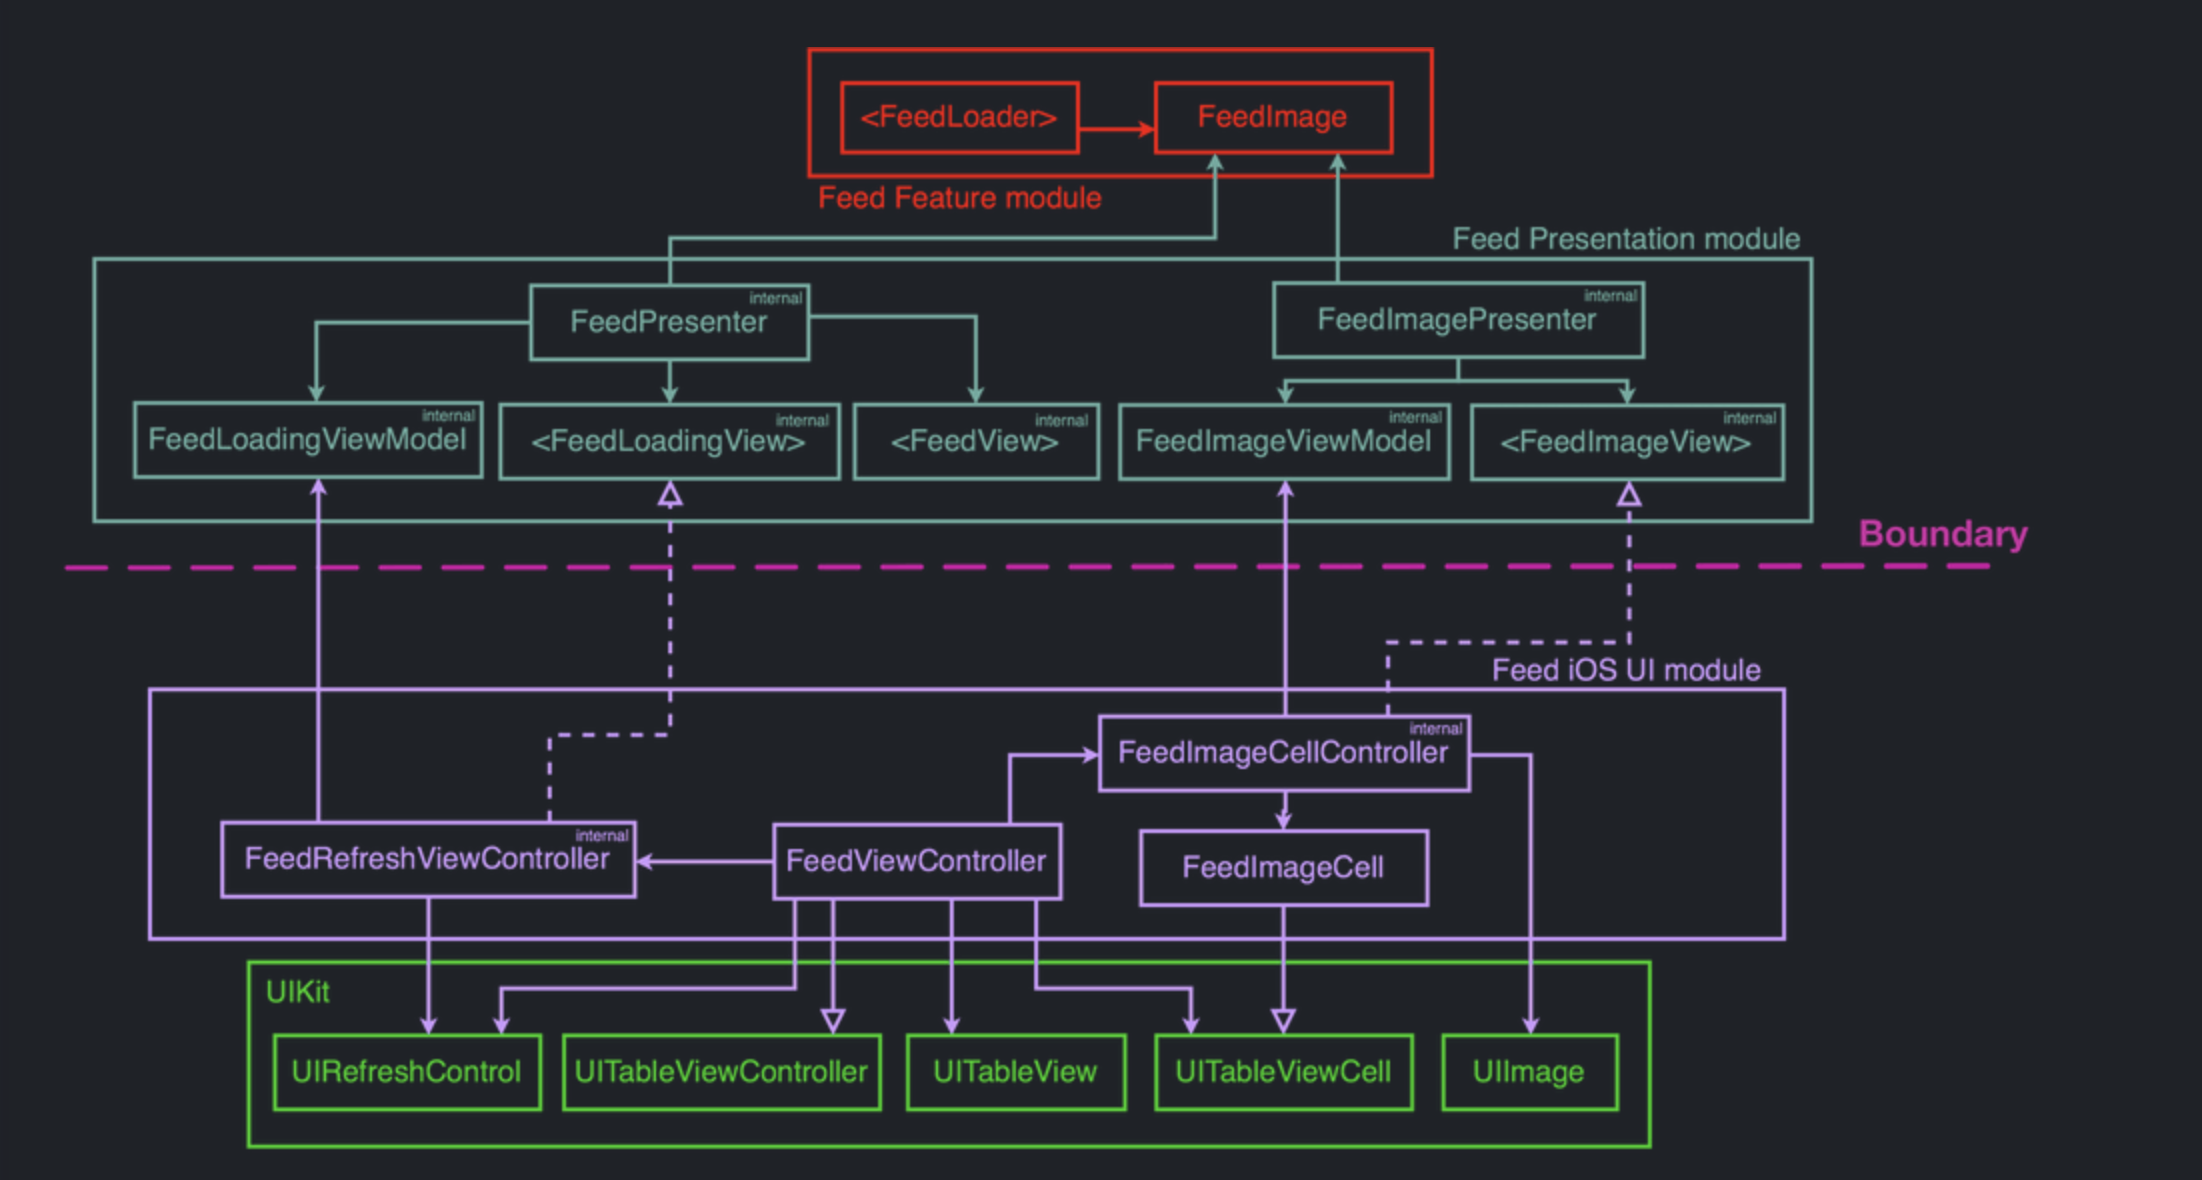 <FeedLoader>
FeedImage
Feed Feature module
Feed Presentation module
internal
FeedPresenter
internal
FeedImagePresenter
internal
FeedLoadingViewModel
internal
<FeedLoadingView>
internal
<FeedView>
internal
FeedImageViewModel
internal
<FeedImageView>
Boundary
Feed iOS UI module
internal
FeedImageCellController
internal
FeedRefreshViewController
FeedViewController
FeedImageCell
UIKit
UIRefreshControl
UITableViewController
UITableView
UITableViewCell
UIImage